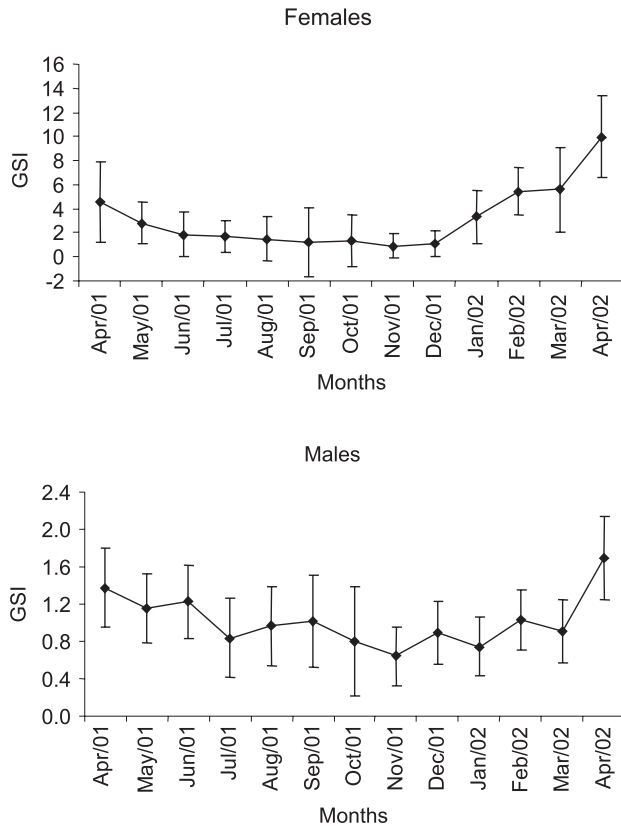 Females
16
14
12
10
8
6
4
2
0
-2
GSI
Apr/01
May/01
Jun/01
Jul/01
Aug/01
Sep/01
Oct/01
Nov/01
Dec/01
Jan/02
Feb/02
Mar/02
Apr/02
Months
Males
2.4
2.0
1.6
1.2
0.8
0.4
0.0
GSI
Apr/01
May/01
Jun/01
Jul/01
Aug/01
Sep/01
Oct/01
Nov/01
Dec/01
Jan/02
Feb/02
Mar/02
Apr/02
Months